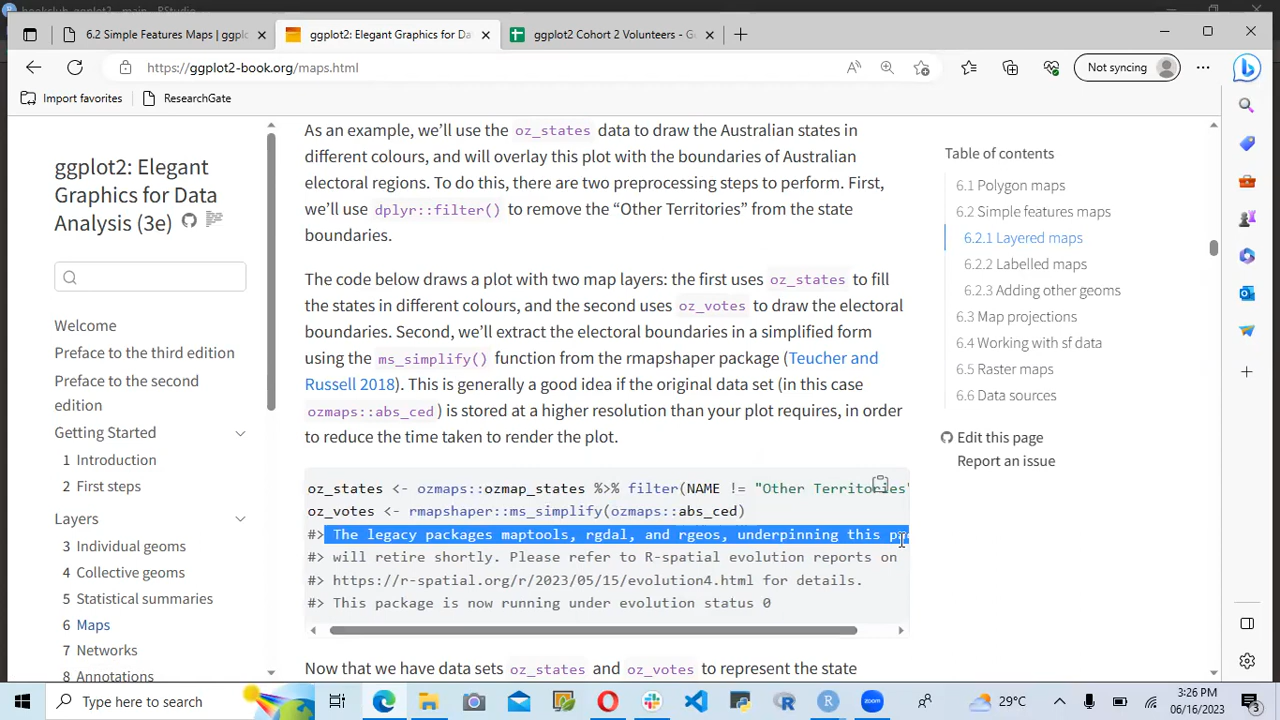 bookclub-ggplot2 - main - RStudio
6.2 Simple Features Maps | ggplo
ggplot2: Elegant Graphics for Da
ggplot2 Cohort 2 Volunteers - Go
https://ggplot2-book.org/maps.html
Not syncing
Import favorites
ResearchGate
ggplot2: Elegant
Graphics for Data
Analysis (3e)
Welcome
Preface to the third edition
Preface to the second
edition
Getting Started
1 Introduction
2 First steps
Layers
3 Individual geoms
4 Collective geoms
5 Statistical summaries
6 Maps
7 Networks
8 Annotations
As an example, we’ll use the oz_states data to draw the Australian states in
different colours, and will overlay this plot with the boundaries of Australian
electoral regions. To do this, there are two preprocessing steps to perform. First,
we’ll use dplyr::filter() to remove the “Other Territories” from the state
boundaries.
The code below draws a plot with two map layers: the first uses oz_states to fill
the states in different colours, and the second uses oz_votes to draw the electoral
boundaries. Second, we’ll extract the electoral boundaries in a simplified form
using the ms_simplify() function from the rmapshaper package (Teucher and
Russell 2018). This is generally a good idea if the original data set (in this case
ozmaps::abs_ced) is stored at a higher resolution than your plot requires, in order
to reduce the time taken to render the plot.
oz_states <- ozmaps::ozmap_states %>% filter(NAME != "Other Territories"
oz_votes <- rmapshaper::ms_simplify(ozmaps::abs_ced)
#> The legacy packages maptools, rgdal, and rgeos, underpinning this
#> will retire shortly. Please refer to R-spatial evolution reports on
#> https://r-spatial.org/r/2023/05/15/evolution4.html for details.
#> This package is now running under evolution status 0
Now that we have data sets oz_states and oz_votes to represent the state
Table of contents
6.1 Polygon maps
6.2 Simple features maps
6.2.1 Layered maps
6.2.2 Labelled maps
6.2.3 Adding other geoms
6.3 Map projections
6.4 Working with sf data
6.5 Raster maps
6.6 Data sources
Edit this page
Report an issue
Type here to search
29°C
3:26 PM
06/16/2023
3